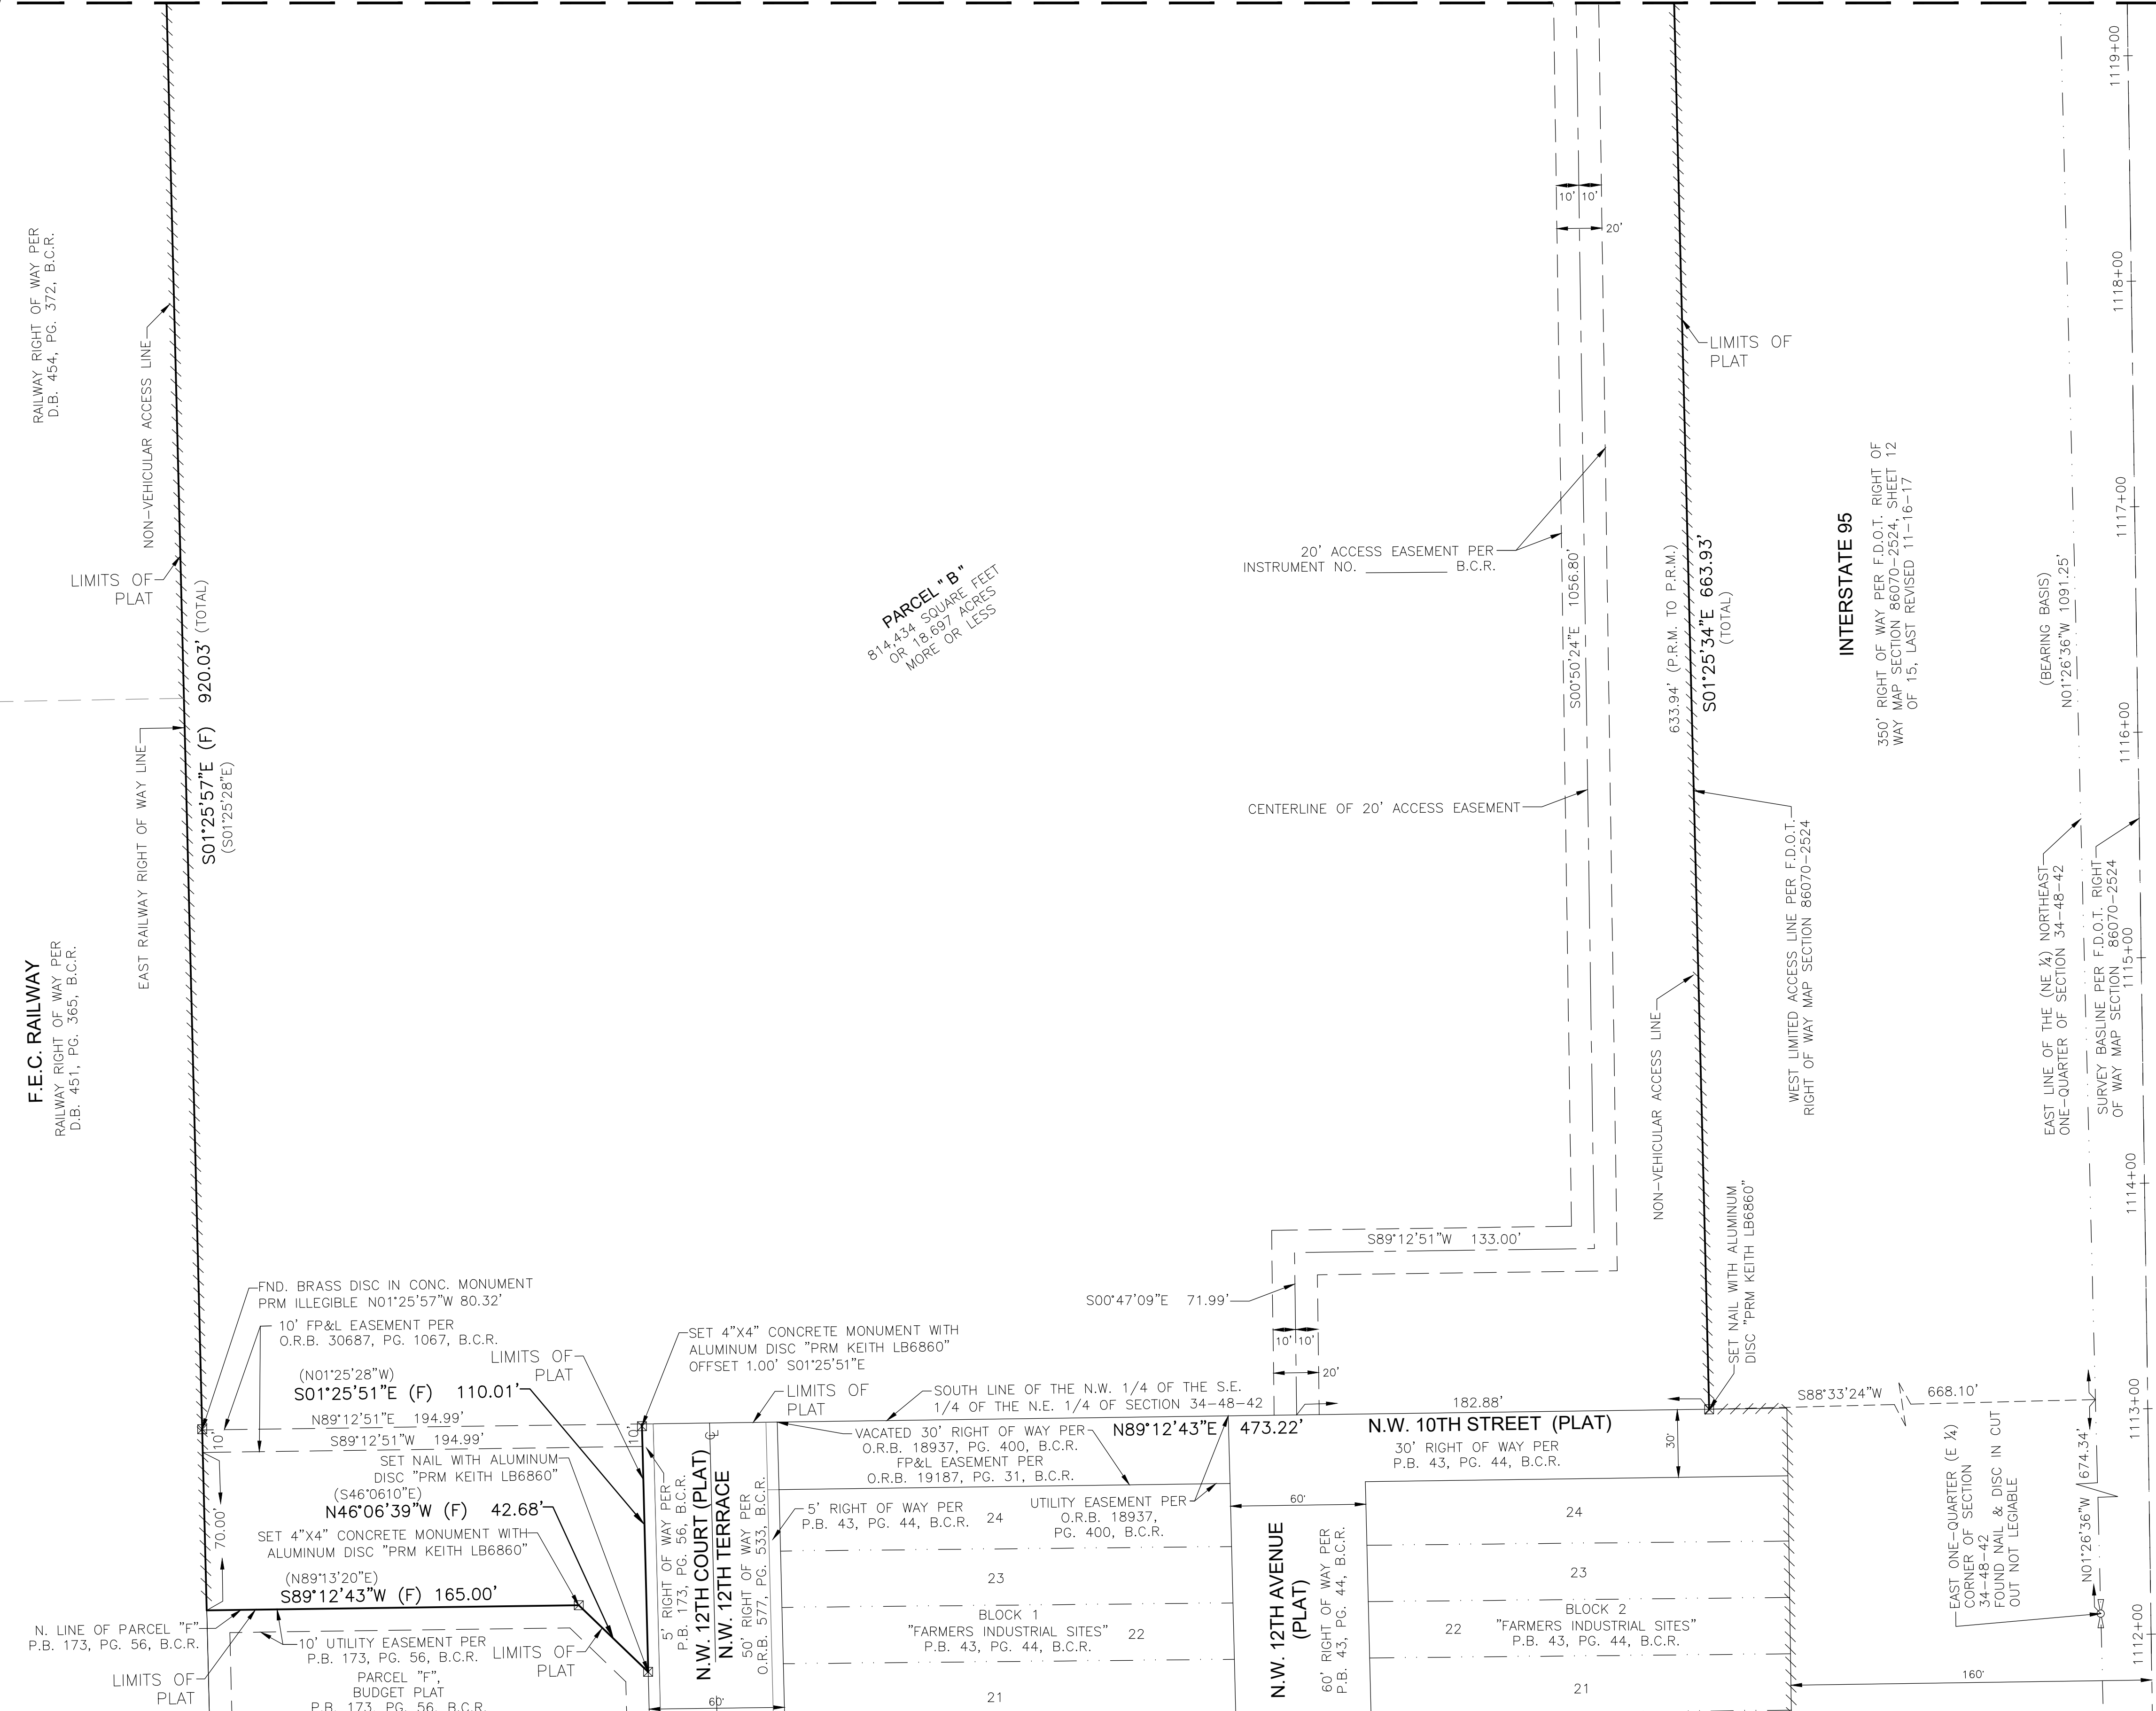 RAILWAY RIGHT OF WAY PER
D.B. 454, PG. 372, B.C.R.
NON-VEHICULAR ACCESS LINE
LIMITS OF
PLAT
920.03' (TOTAL)
S01°25'57"E (F)
(S01°25'28"E)
EAST RAILWAY RIGHT OF WAY LINE
F.E.C. RAILWAY
RAILWAY RIGHT OF WAY PER
D.B. 451, PG. 365, B.C.R.
PARCEL "B"
814,434 SQUARE FEET
OR 18.697 ACRES
MORE OR LESS
10'
10'
20'
20' ACCESS EASEMENT PER
INSTRUMENT NO. ________ B.C.R.
S00°50'24"E 1056.80'
CENTERLINE OF 20' ACCESS EASEMENT
LIMITS OF
PLAT
633.94' (P.R.M. TO P.R.M.)
S01°25'34"E 663.93'
(TOTAL)
INTERSTATE 95
350' RIGHT OF WAY PER F.D.O.T. RIGHT OF
WAY MAP SECTION 86070-2524, SHEET 12
OF 15, LAST REVISED 11-16-17
(BEARING BASIS)
N01°26'36"W 1091.25'
1119+00
1118+00
1117+00
1116+00
1115+00
1114+00
1113+00
1112+00
WEST LIMITED ACCESS LINE PER F.D.O.T.
RIGHT OF WAY MAP SECTION 86070-2524
EAST LINE OF THE (NE ¼) NORTHEAST
ONE-QUARTER OF SECTION 34-48-42
SURVEY BASLINE PER F.D.O.T. RIGHT
OF WAY MAP SECTION 86070-2524
NON-VEHICULAR ACCESS LINE
SET NAIL WITH ALUMINUM
DISC "PRM KEITH LB6860"
S89°12'51"W 133.00'
S00°47'09"E 71.99'
10'
10'
20'
FND. BRASS DISC IN CONC. MONUMENT
PRM ILLEGIBLE N01°25'57"W 80.32'
10' FP&L EASEMENT PER
O.R.B. 30687, PG. 1067, B.C.R.
LIMITS OF
PLAT
(N01°25'28"W)
S01°25'51"E (F) 110.01'
N89°12'51"E 194.99'
S89°12'51"W 194.99'
10'
10'
SET NAIL WITH ALUMINUM
DISC "PRM KEITH LB6860"
(S46°0610"E)
N46°06'39"W (F) 42.68'
SET 4"X4" CONCRETE MONUMENT WITH
ALUMINUM DISC "PRM KEITH LB6860"
70.00'
(N89°13'20"E)
S89°12'43"W (F) 165.00'
N. LINE OF PARCEL "F"
P.B. 173, PG. 56, B.C.R.
LIMITS OF
PLAT
10' UTILITY EASEMENT PER
P.B. 173, PG. 56, B.C.R.
LIMITS OF
PLAT
PARCEL "F",
BUDGET PLAT
P.B. 173, PG. 56, B.C.R.
SET 4"X4" CONCRETE MONUMENT WITH
ALUMINUM DISC "PRM KEITH LB6860"
OFFSET 1.00' S01°25'51"E
LIMITS OF
PLAT
SOUTH LINE OF THE N.W. 1/4 OF THE S.E.
1/4 OF THE N.E. 1/4 OF SECTION 34-48-42
VACATED 30' RIGHT OF WAY PER
O.R.B. 18937, PG. 400, B.C.R.
FP&L EASEMENT PER
O.R.B. 19187, PG. 31, B.C.R.
N89°12'43"E 473.22'
182.88'
N.W. 10TH STREET (PLAT)
30' RIGHT OF WAY PER
P.B. 43, PG. 44, B.C.R.
30'
S88°33'24"W 668.10'
5' RIGHT OF WAY PER
P.B. 173, PG. 56, B.C.R.
N.W. 12TH COURT (PLAT)
N.W. 12TH TERRACE
50' RIGHT OF WAY PER
O.R.B. 577, PG. 533, B.C.R.
60'
5' RIGHT OF WAY PER
P.B. 43, PG. 44, B.C.R.
24
UTILITY EASEMENT PER
O.R.B. 18937,
PG. 400, B.C.R.
23
BLOCK 1
"FARMERS INDUSTRIAL SITES"
P.B. 43, PG. 44, B.C.R.
22
21
60'
N.W. 12TH AVENUE
(PLAT)
60' RIGHT OF WAY PER
P.B. 43, PG. 44, B.C.R.
24
23
BLOCK 2
22
"FARMERS INDUSTRIAL SITES"
P.B. 43, PG. 44, B.C.R.
21
EAST ONE-QUARTER (E ¼)
CORNER OF SECTION
34-48-42
FOUND NAIL & DISC IN CUT
OUT NOT LEGIABLE
N01°26'36"W 674.34'
160'